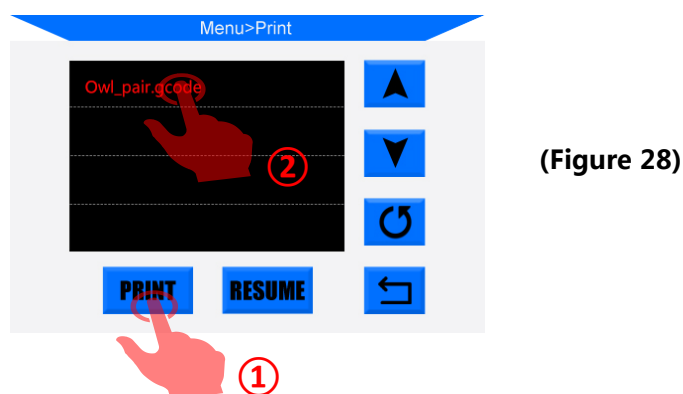 Menu>Print
Owl_pair.gcode
②
(Figure 28)
PRINT RESUME
①